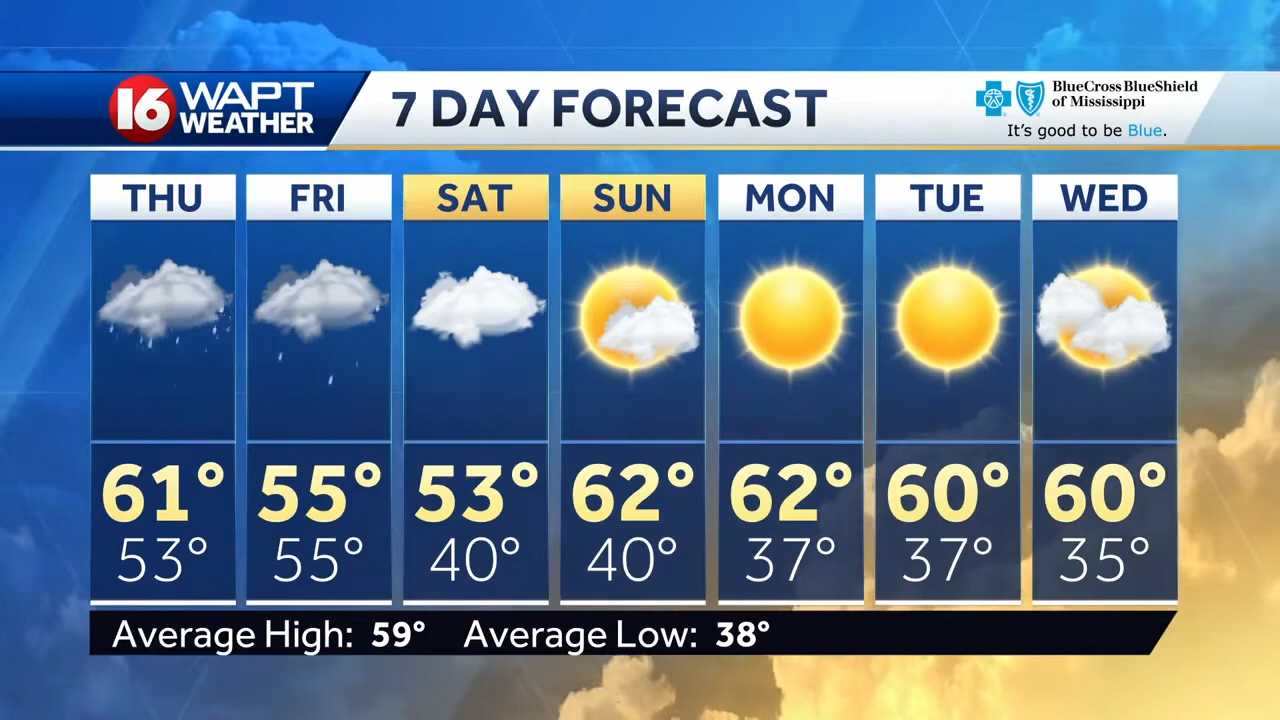 16 WAPT WEATHER
7 DAY FORECAST
BlueCross BlueShield
of Mississippi
It's good to be Blue.
THU FRI SAT SUN MON TUE WED
61° 55° 53° 62° 62° 60° 60°
53° 55° 40° 40° 37° 37° 35°
Average High: 59° Average Low: 38°